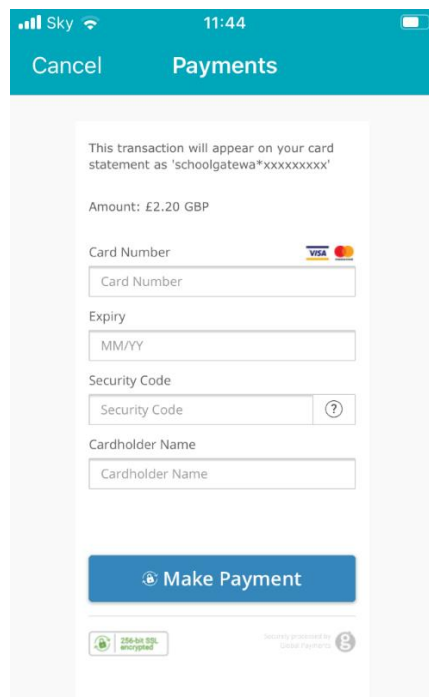 Sky 11:44
Cancel Payments
This transaction will appear on your card
statement as 'schoolgatewa*xxxxxxxxx'
Amount: £2.20 GBP
Card Number VISA
Card Number
Expiry
MM/YY
Security Code
Security Code ?
Cardholder Name
Cardholder Name
Make Payment
256-bit SSL
encrypted
Securely processed by
Global Payments